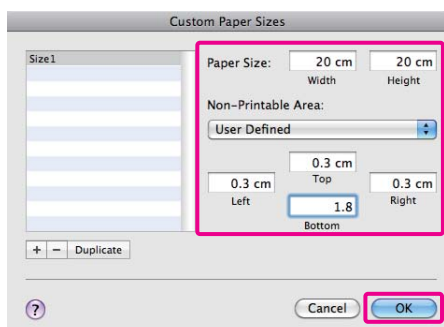 Custom Paper Sizes
Size1
Paper Size: 20 cm 20 cm
Width Height
Non-Printable Area:
User Defined
0.3 cm
Top
0.3 cm 0.3 cm
Left Right
1.8
Bottom
+ - Duplicate
? Cancel OK